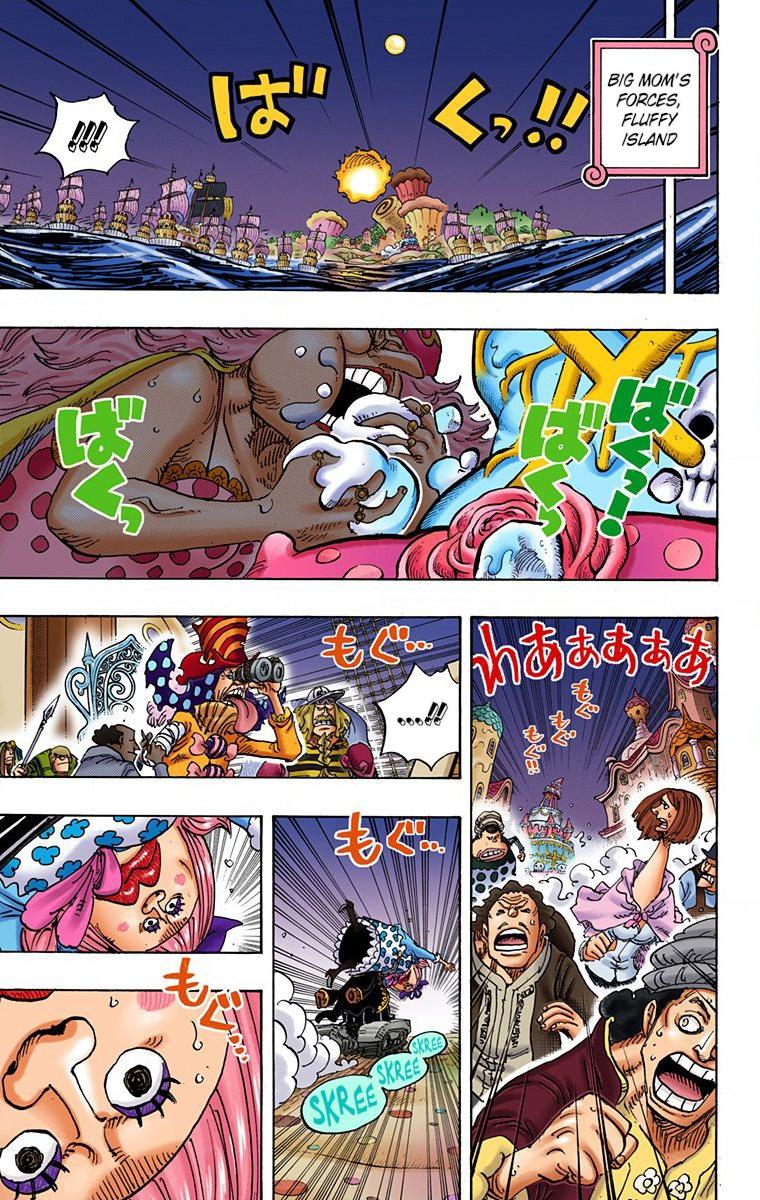 BIG MOM'S
FORCES,
FLUFFY
ISLAND
ばくっ!!
!!!
ばくっ!
ばくっ
ばくっ
わああああああ
もぐ
もぐ
もぐ!!
もぐ…
...!!
もぐ…
SKREE
SKREE
SKREE
もぐ…